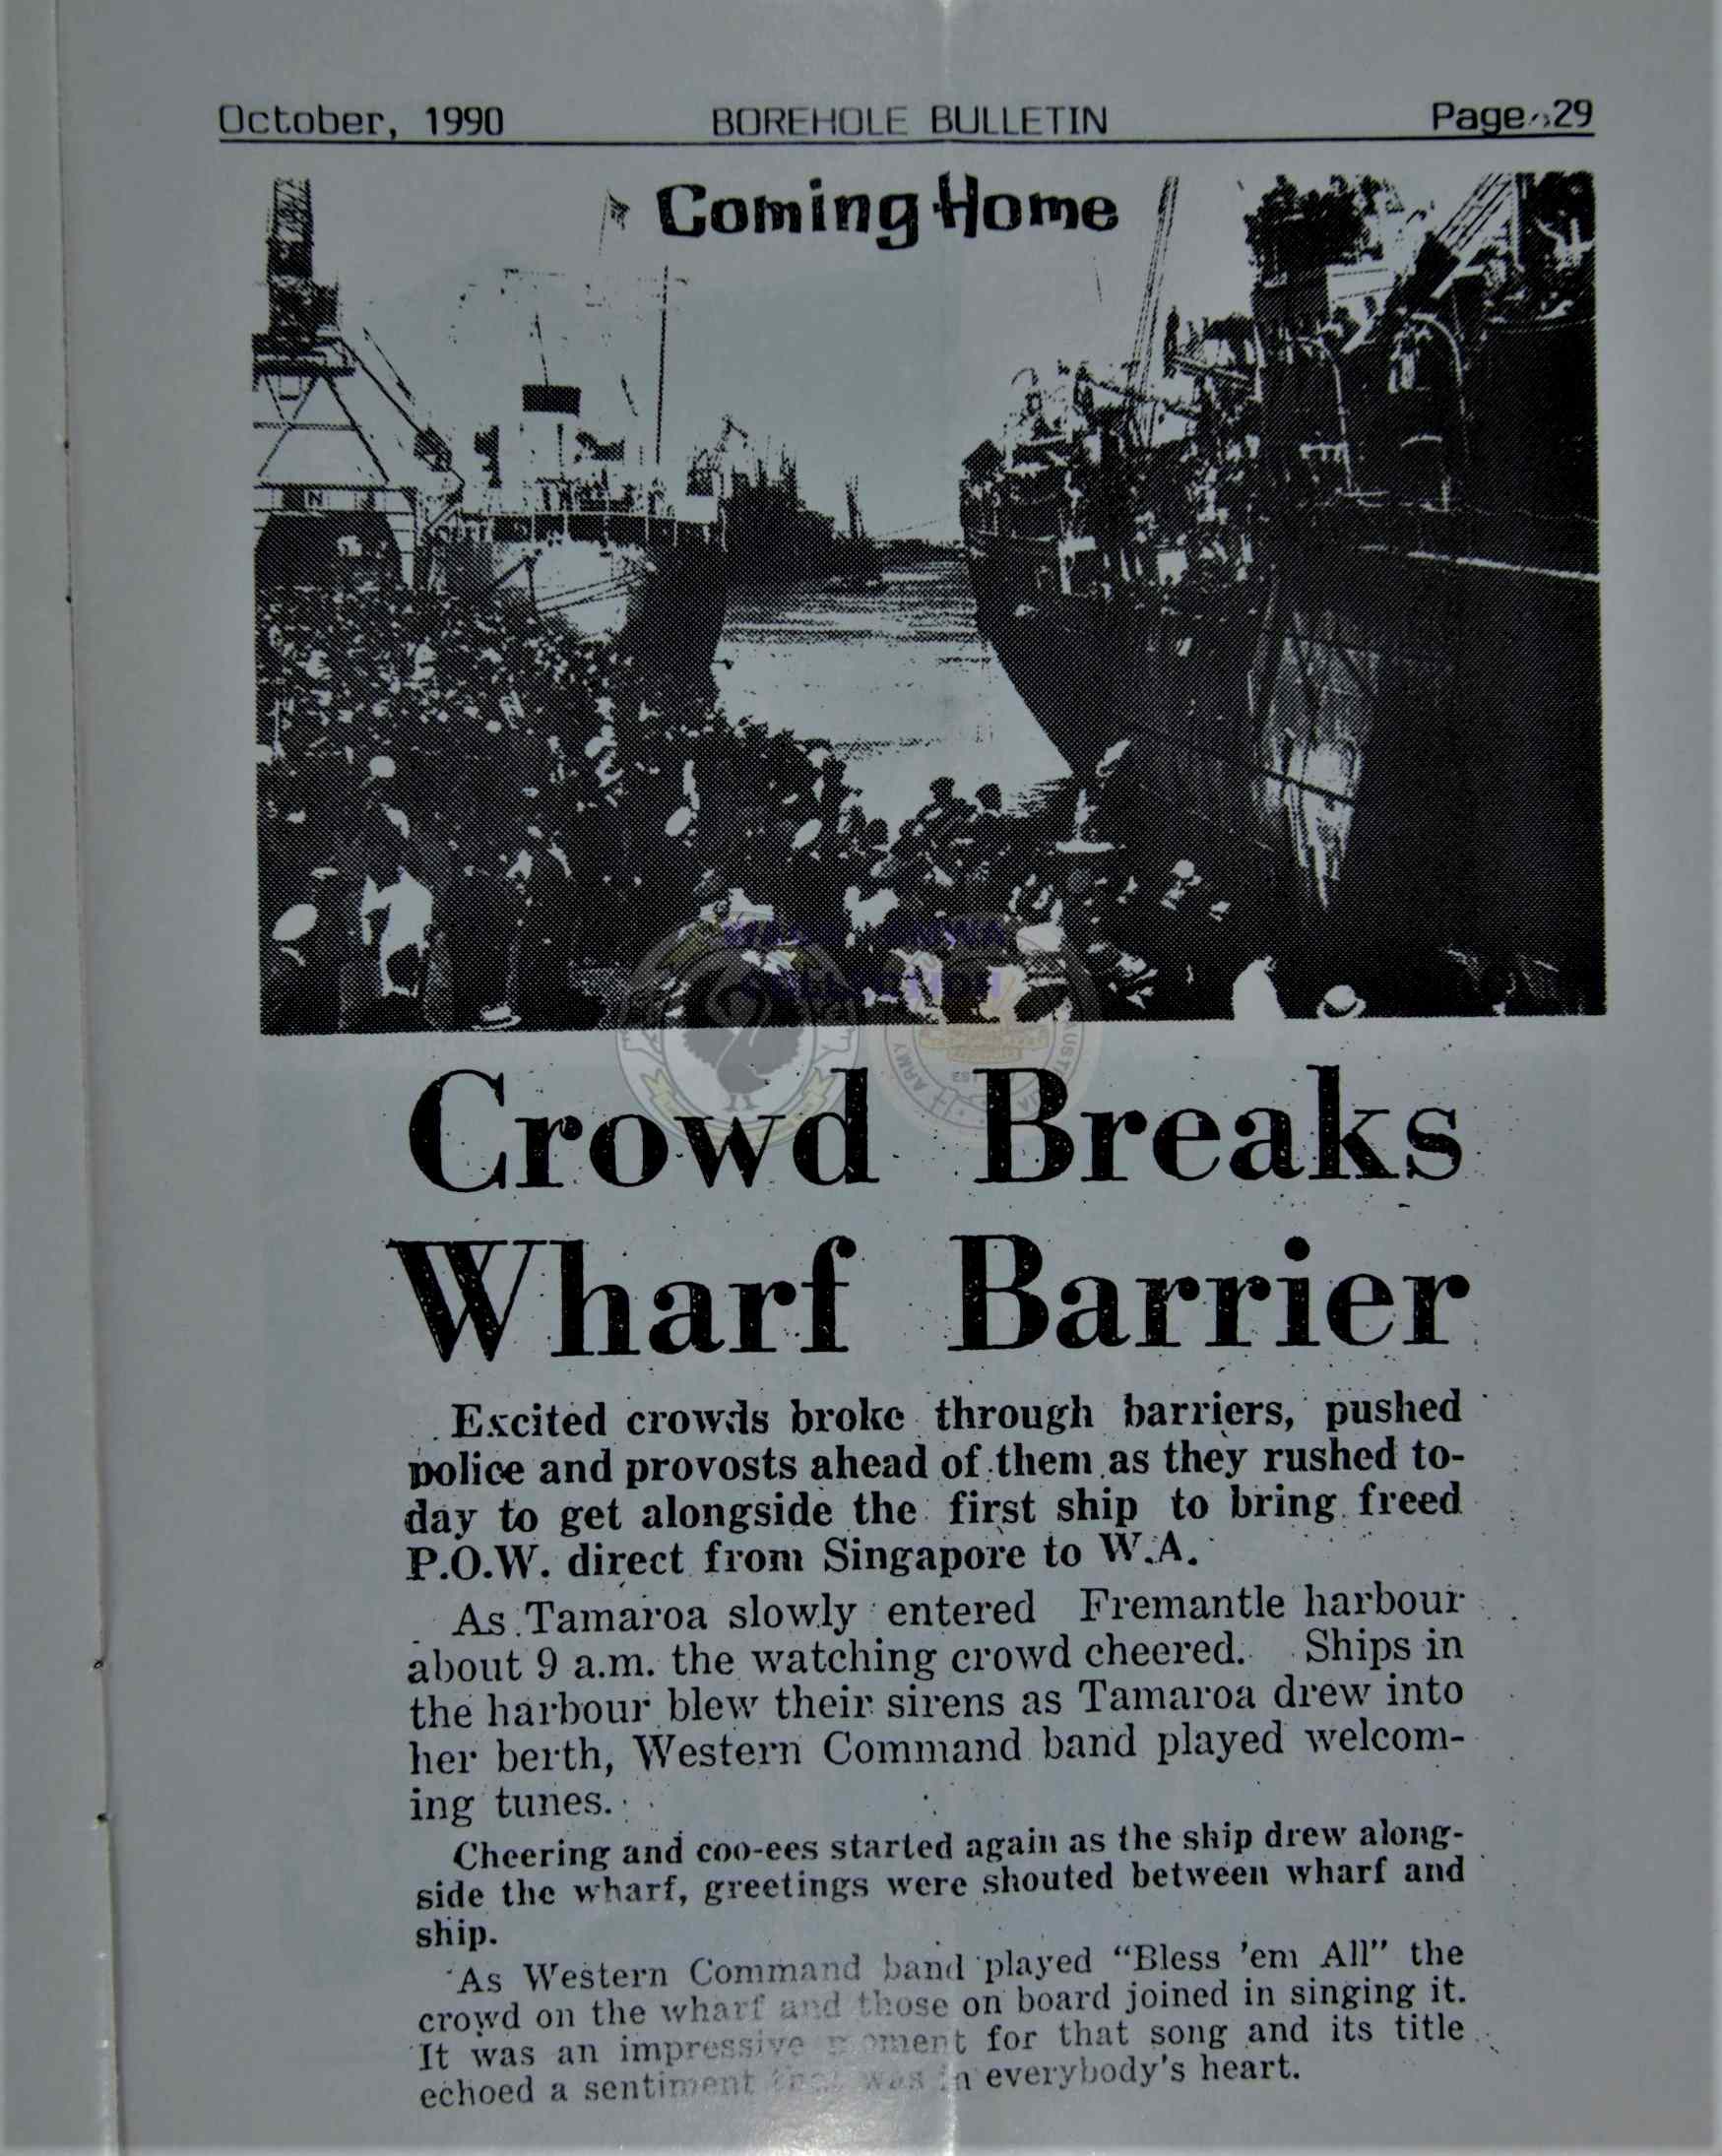 October, 1990 BOREHOLE BULLETIN Page 29
Coming Home
N
COLLECTION
ARMY
AUSTRALIA
Crowd Breaks
Wharf Barrier
Excited crowds broke through barriers, pushed
police and provosts ahead of them as they rushed to-
day to get alongside the first ship to bring freed
P.O.W. direct from Singapore to W.A.
As Tamaroa slowly entered Fremantle harbour
about 9 a.m. the watching crowd cheered. Ships in
the harbour blew their sirens as Tamaroa drew into
her berth, Western Command band played welcom-
ing tunes.
Cheering and coo-ees started again as the ship drew along-
side the wharf, greetings were shouted between wharf and
ship.
As Western Command band played “Bless 'em All” the
crowd on the wharf and those on board joined in singing it.
It was an impressive moment for that song and its title
echoed a sentiment that was in everybody's heart.